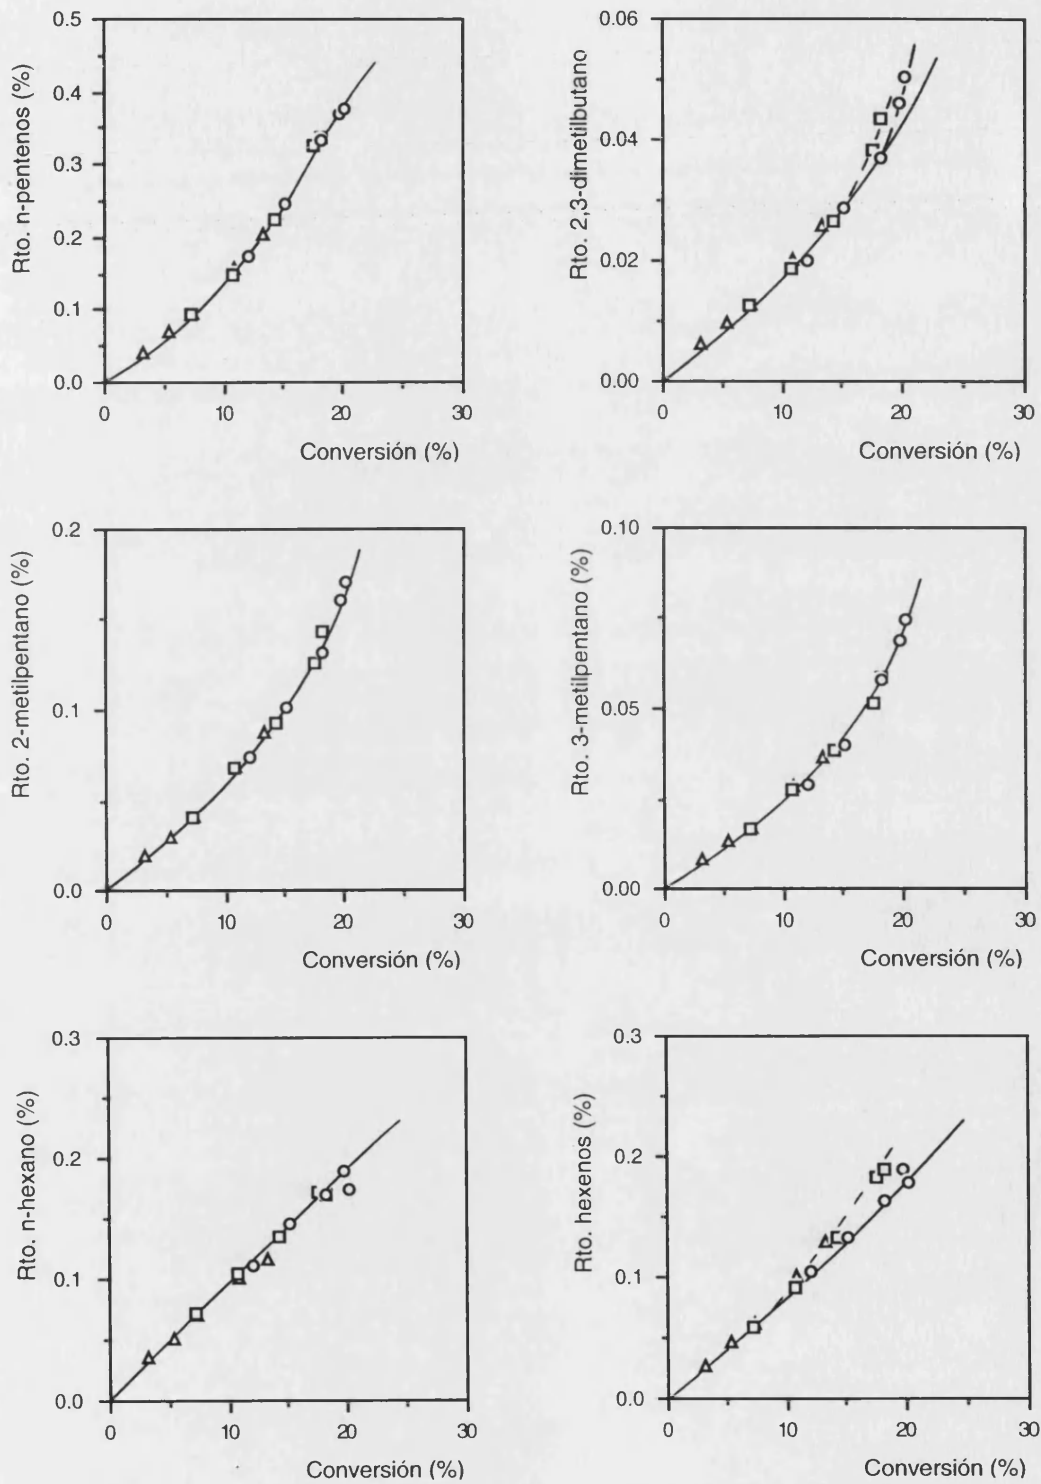 Rto. n-pentenos (%)
0.5
0.4
0.3
0.2
0.1
0.0
0 10 20 30
Conversión (%)
Rto. 2,3-dimetilbutano
0.06
0.04
0.02
0.00
0 10 20 30
Conversión (%)
Rto. 2-metilpentano (%)
0.2
0.1
0.0
0 10 20 30
Conversión (%)
Rto. 3-metilpentano (%)
0.10
0.05
0.00
0 10 20 30
Conversión (%)
Rto. n-hexano (%)
0.3
0.2
0.1
0.0
0 10 20 30
Conversión (%)
Rto. hexenos (%)
0.3
0.2
0.1
0.0
0 10 20 30
Conversión (%)